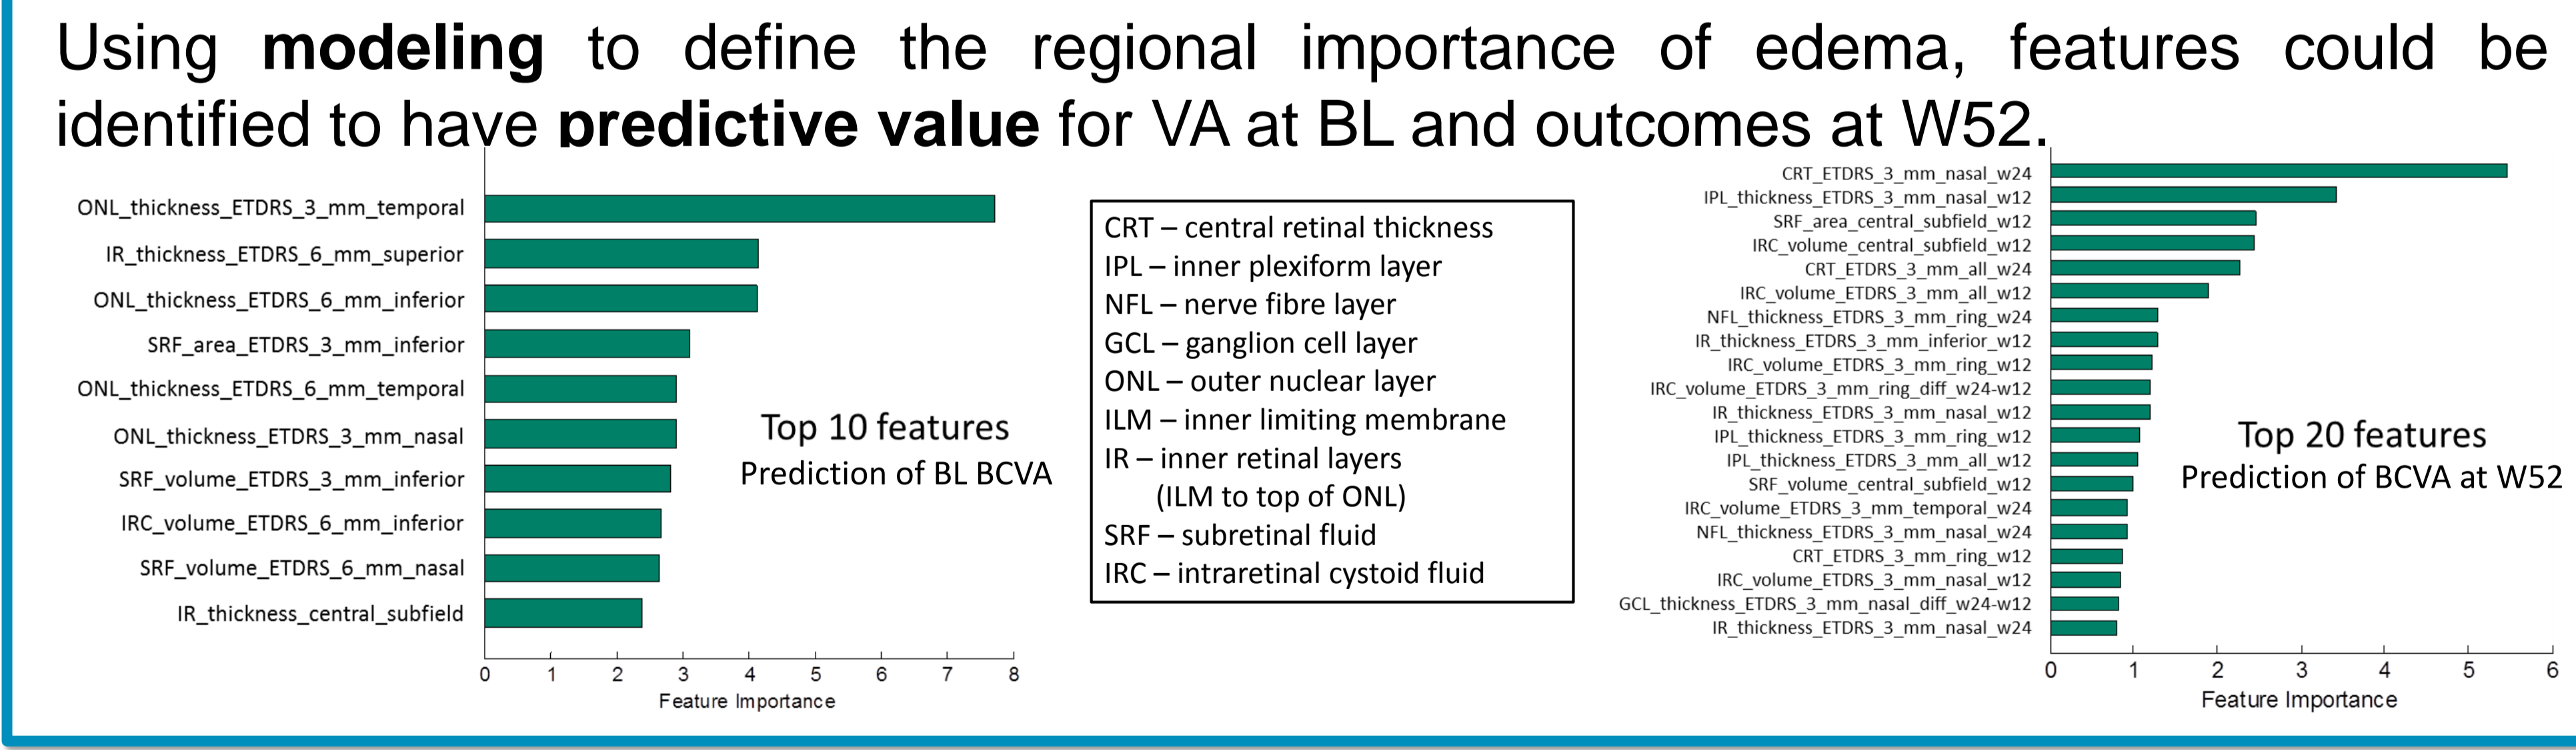 Using modeling to define the regional importance of edema, features could be
identified to have predictive value for VA at BL and outcomes at W52.
ONL_thickness_ETDRS_3_mm_temporal
IR_thickness_ETDRS_6_mm_superior
ONL_thickness_ETDRS_6_mm_inferior
SRF_area_ETDRS_3_mm_inferior
ONL_thickness_ETDRS_6_mm_temporal
ONL_thickness_ETDRS_3_mm_nasal
SRF_volume_ETDRS_3_mm_inferior
IRC_volume_ETDRS_6_mm_inferior
SRF_volume_ETDRS_6_mm_nasal
IR_thickness_central_subfield
0 1 2 3 4 5 6 7 8
Feature Importance
Top 10 features
Prediction of BL BCVA
CRT – central retinal thickness
IPL – inner plexiform layer
NFL – nerve fibre layer
GCL – ganglion cell layer
ONL – outer nuclear layer
ILM – inner limiting membrane
IR – inner retinal layers
(ILM to top of ONL)
SRF – subretinal fluid
IRC – intraretinal cystoid fluid
CRT_ETDRS_3_mm_nasal_w24
IPL_thickness_ETDRS_3_mm_nasal_w12
SRF_area_central_subfield_w12
IRC_volume_central_subfield_w12
CRT_ETDRS_3_mm_all_w24
IRC_volume_ETDRS_3_mm_all_w12
NFL_thickness_ETDRS_3_mm_ring_w24
IR_thickness_ETDRS_3_mm_inferior_w12
IRC_volume_ETDRS_3_mm_ring_w12
IRC_volume_ETDRS_3_mm_ring_diff_w24-w12
IR_thickness_ETDRS_3_mm_nasal_w12
IPL_thickness_ETDRS_3_mm_ring_w12
IPL_thickness_ETDRS_3_mm_all_w12
SRF_volume_central_subfield_w12
IRC_volume_ETDRS_3_mm_temporal_w24
NFL_thickness_ETDRS_3_mm_nasal_w24
CRT_ETDRS_3_mm_ring_w12
IRC_volume_ETDRS_3_mm_nasal_w12
GCL_thickness_ETDRS_3_mm_nasal_diff_w24-w12
IR_thickness_ETDRS_3_mm_nasal_w24
0 1 2 3 4 5 6
Feature Importance
Top 20 features
Prediction of BCVA at W52